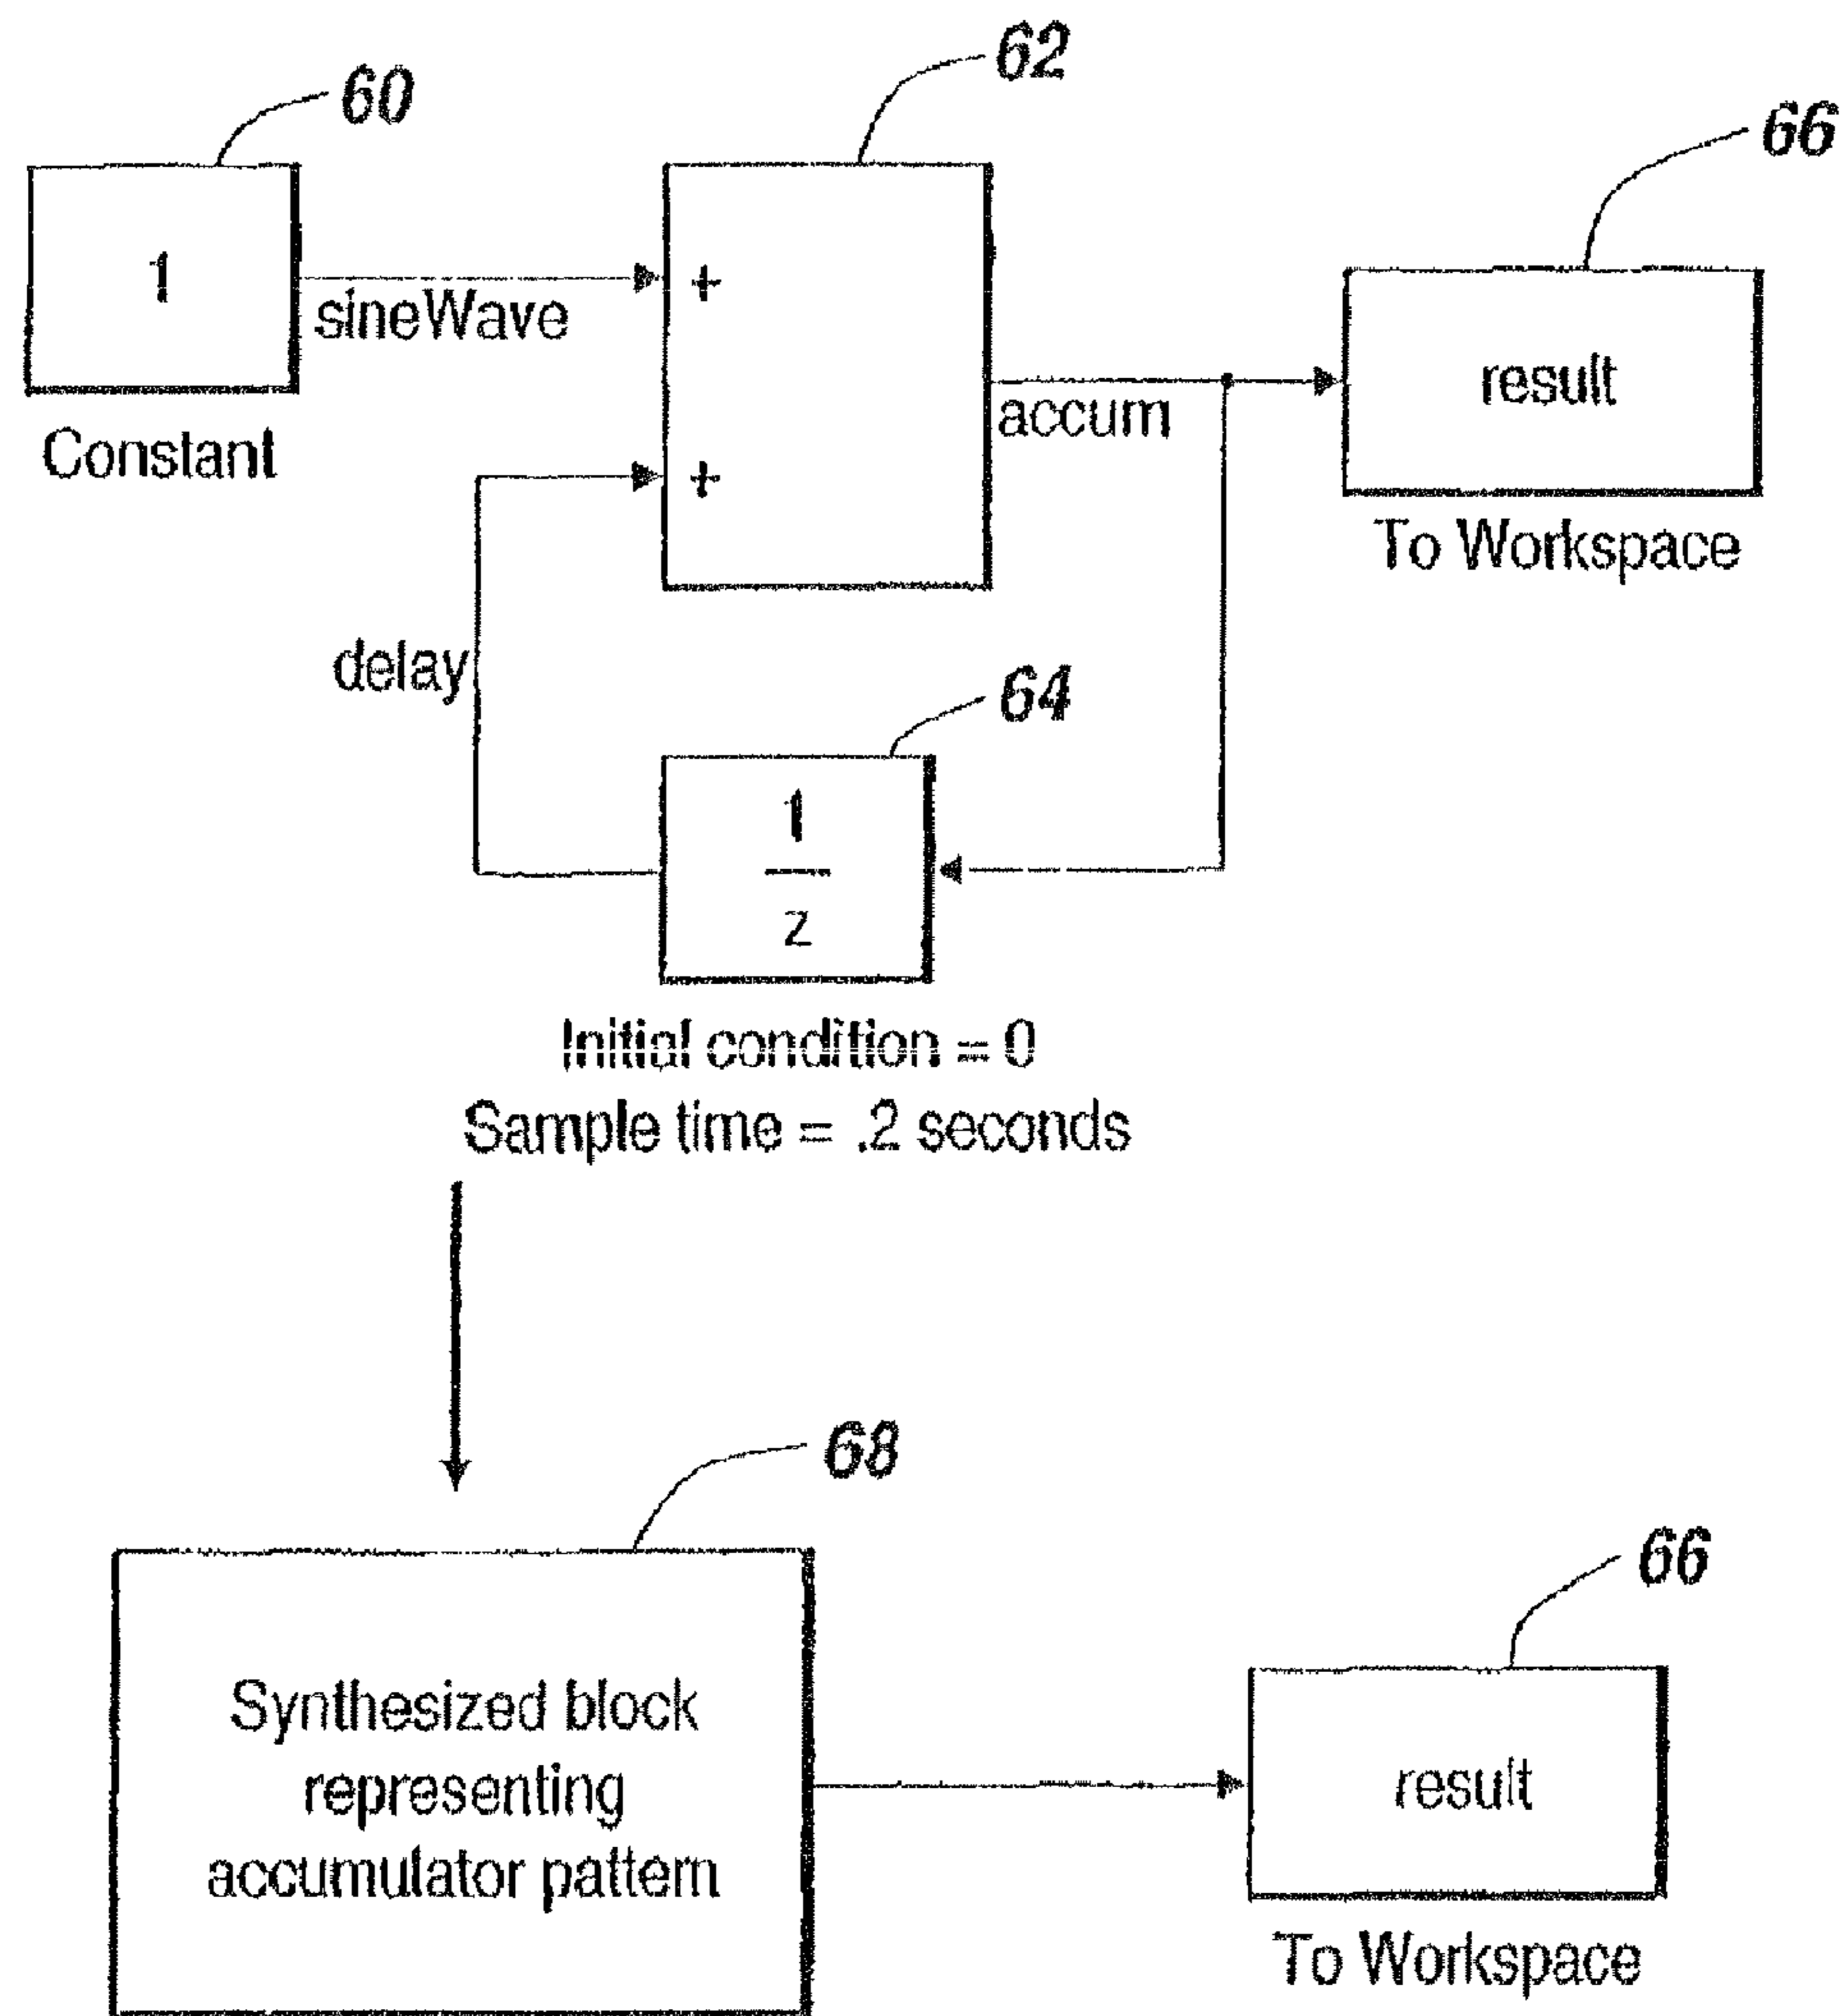 62
60
66
1
sineWave
+
+
accum
result
Constant
To Workspace
delay
64
1
z
Initial condition = 0
Sample time = .2 seconds
68
66
Synthesized block
representing
accumulator pattern
result
To Workspace